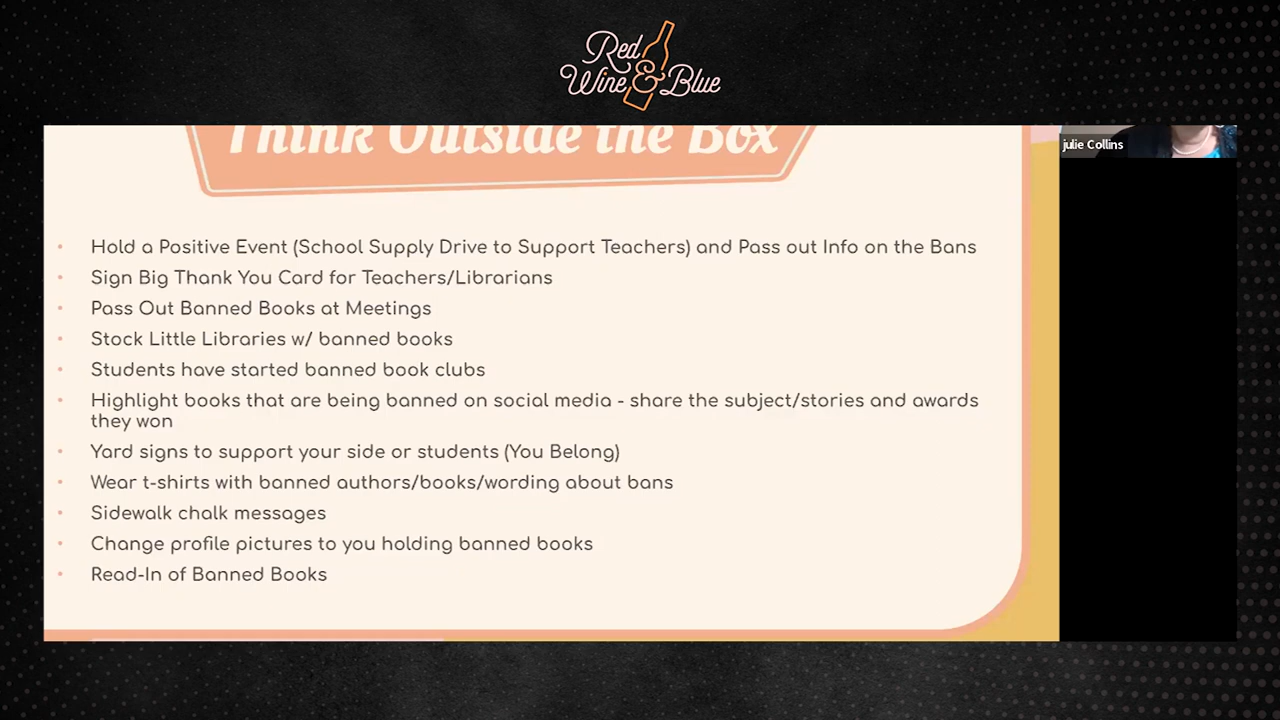 Red
Wine & Blue
Think Outside the Box
julie Collins
• Hold a Positive Event (School Supply Drive to Support Teachers) and Pass out Info on the Bans
• Sign Big Thank You Card for Teachers/Librarians
• Pass Out Banned Books at Meetings
• Stock Little Libraries w/ banned books
• Students have started banned book clubs
• Highlight books that are being banned on social media - share the subject/stories and awards
they won
• Yard signs to support your side or students (You Belong)
• Wear t-shirts with banned authors/books/wording about bans
• Sidewalk chalk messages
• Change profile pictures to you holding banned books
• Read-In of Banned Books